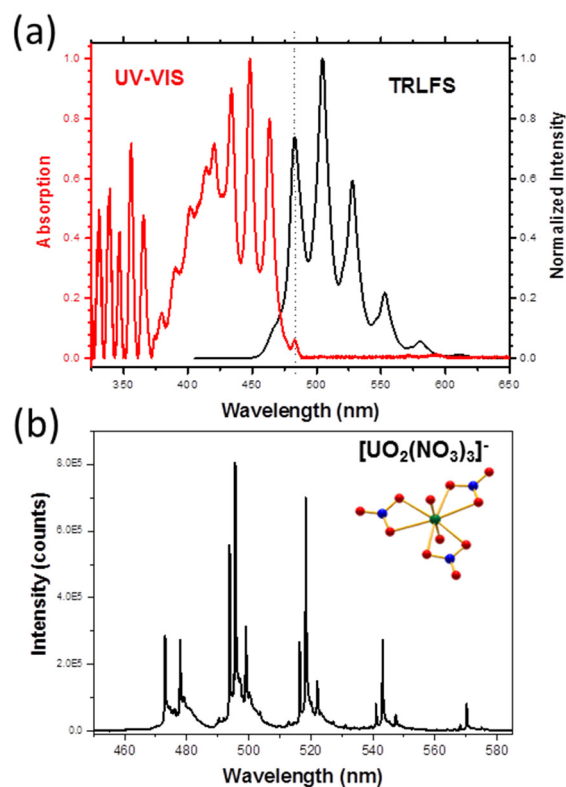 (a)
UV-VIS
TRLFS
1.0
0.8
0.6
0.4
0.2
0.0
Absorption
1.0
0.8
0.6
0.4
0.2
0.0
Normalized Intensity
350 400 450 500 550 600 650
Wavelength (nm)
(b)
[UO₂(NO₃)₃]⁻
8.0E5
6.0E5
4.0E5
2.0E5
0.0
Intensity (counts)
460 480 500 520 540 560 580
Wavelength (nm)